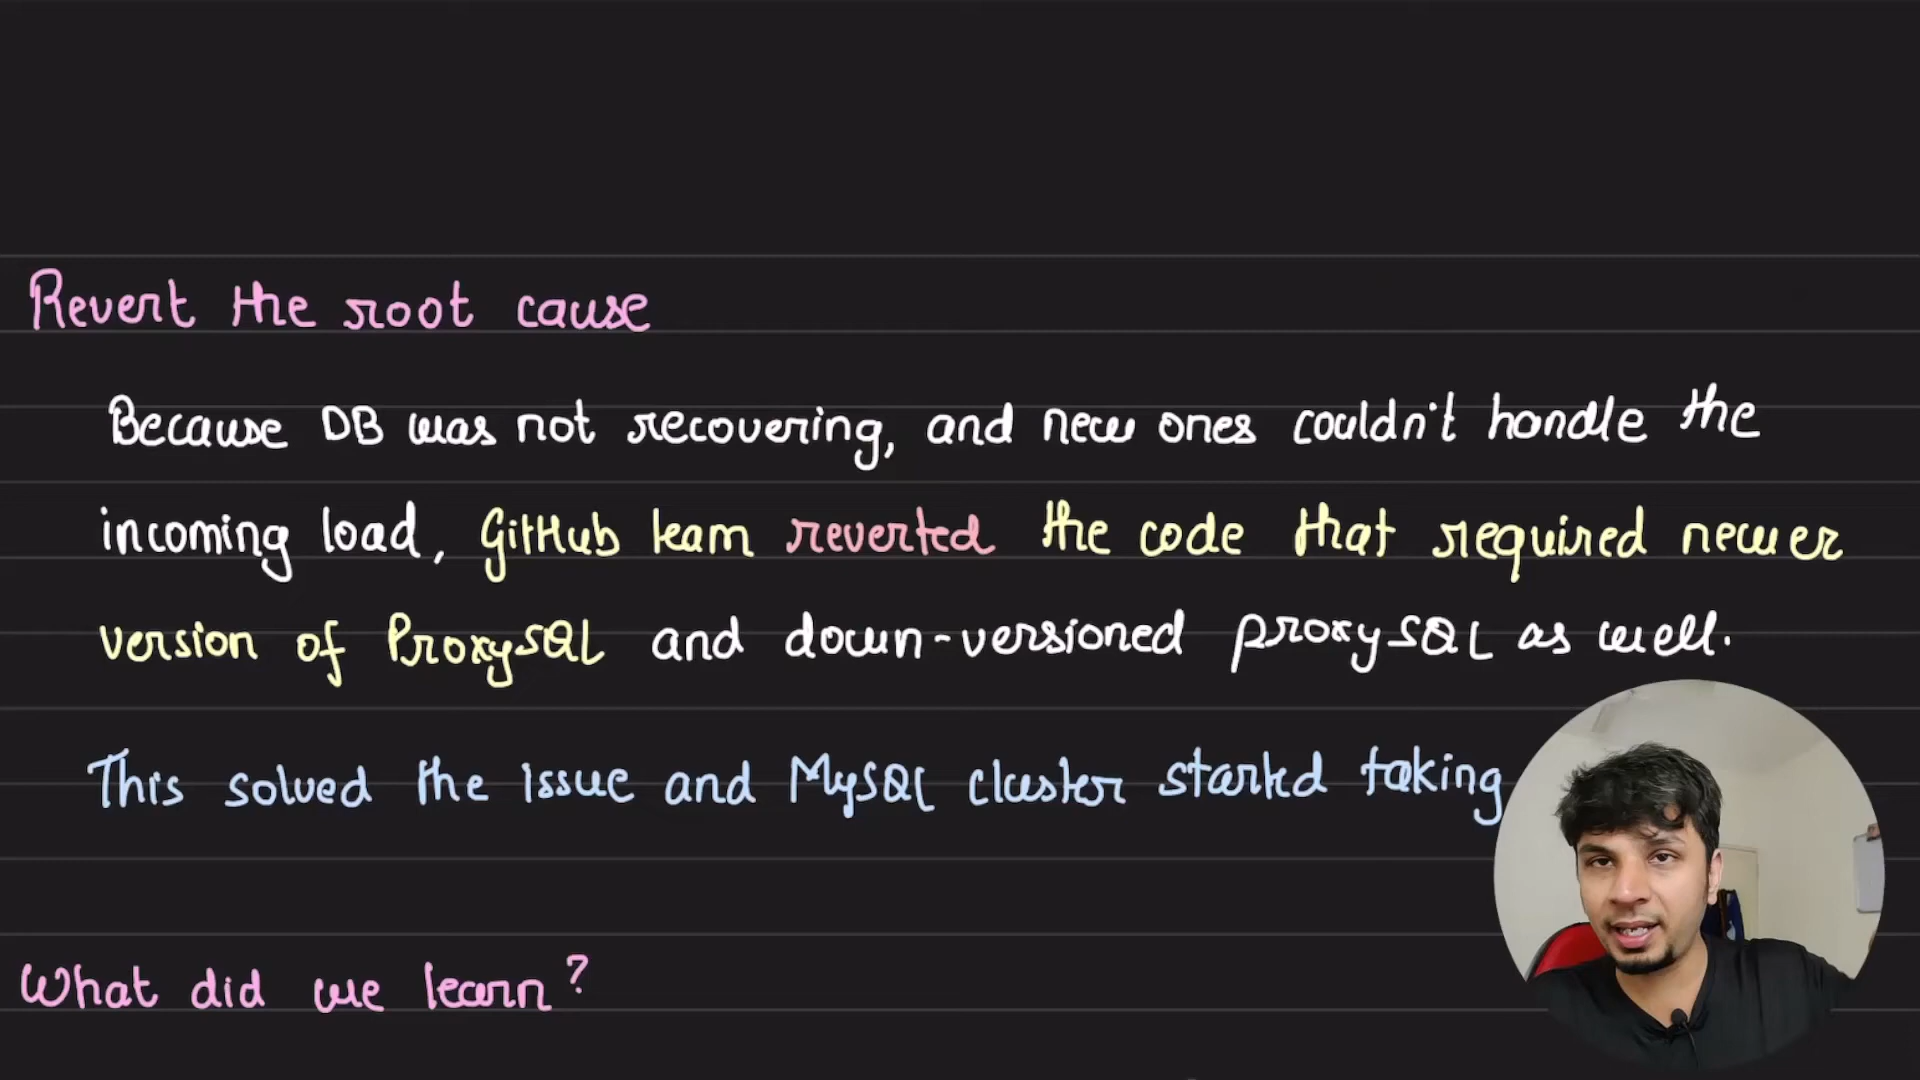 Revert the root cause
Because DB was not recovering, and new ones couldn't handle the
incoming load, GitHub team reverted the code that required newer
version of ProxySQL and down-versioned proxySQL as well.
This solved the issue and MySQL cluster started taking
What did we learn?